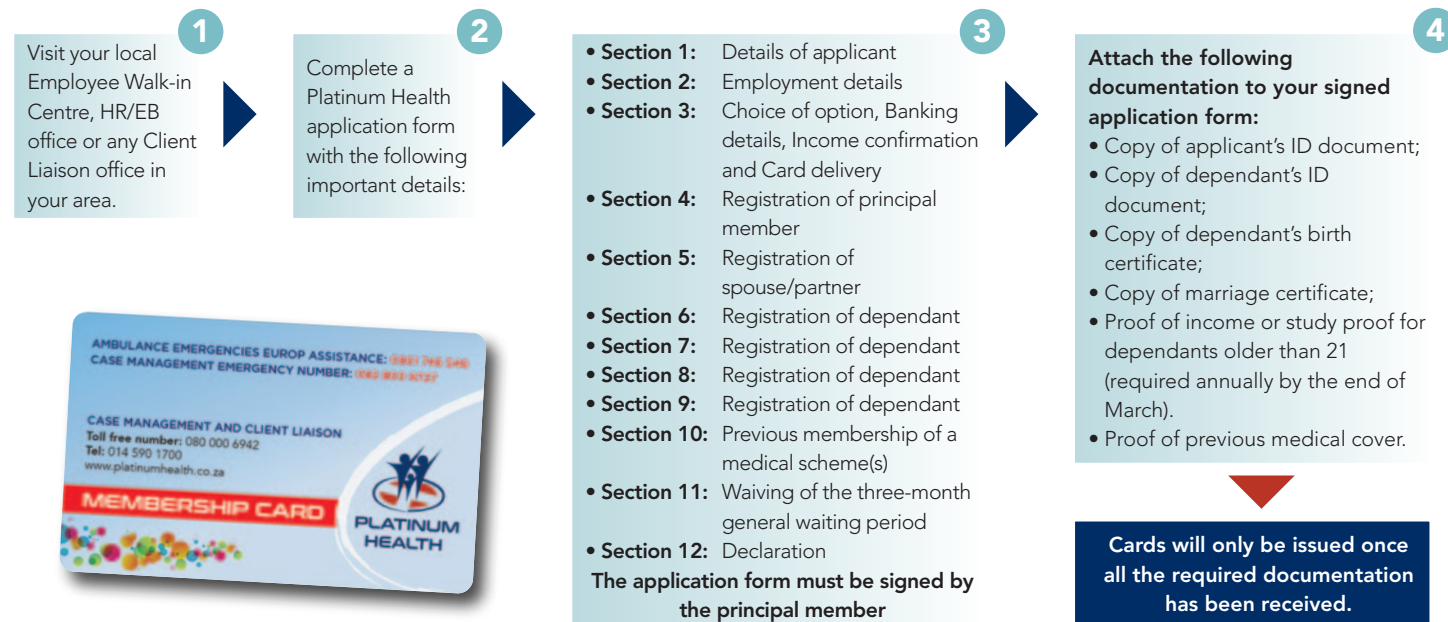 1
Visit your local
Employee Walk-in
Centre, HR/EB
office or any Client
Liaison office in
your area.
2
Complete a
Platinum Health
application form
with the following
important details:
3
• Section 1: Details of applicant
• Section 2: Employment details
• Section 3: Choice of option, Banking
details, Income confirmation
and Card delivery
• Section 4: Registration of principal
member
• Section 5: Registration of
spouse/partner
• Section 6: Registration of dependant
• Section 7: Registration of dependant
• Section 8: Registration of dependant
• Section 9: Registration of dependant
• Section 10: Previous membership of a
medical scheme(s)
• Section 11: Waiving of the three-month
general waiting period
• Section 12: Declaration
The application form must be signed by
the principal member
4
Attach the following
documentation to your signed
application form:
• Copy of applicant's ID document;
• Copy of dependant's ID
document;
• Copy of dependant's birth
certificate;
• Copy of marriage certificate;
• Proof of income or study proof for
dependants older than 21
(required annually by the end of
March).
• Proof of previous medical cover.
Cards will only be issued once
all the required documentation
has been received.
AMBULANCE EMERGENCIES EUROP ASSISTANCE:
CASE MANAGEMENT EMERGENCY NUMBER:
CASE MANAGEMENT AND CLIENT LIAISON
Toll free number: 080 000 6942
Tel: 014 590 1700
www.platinumhealth.co.za
MEMBERSHIP CARD
PLATINUM
HEALTH